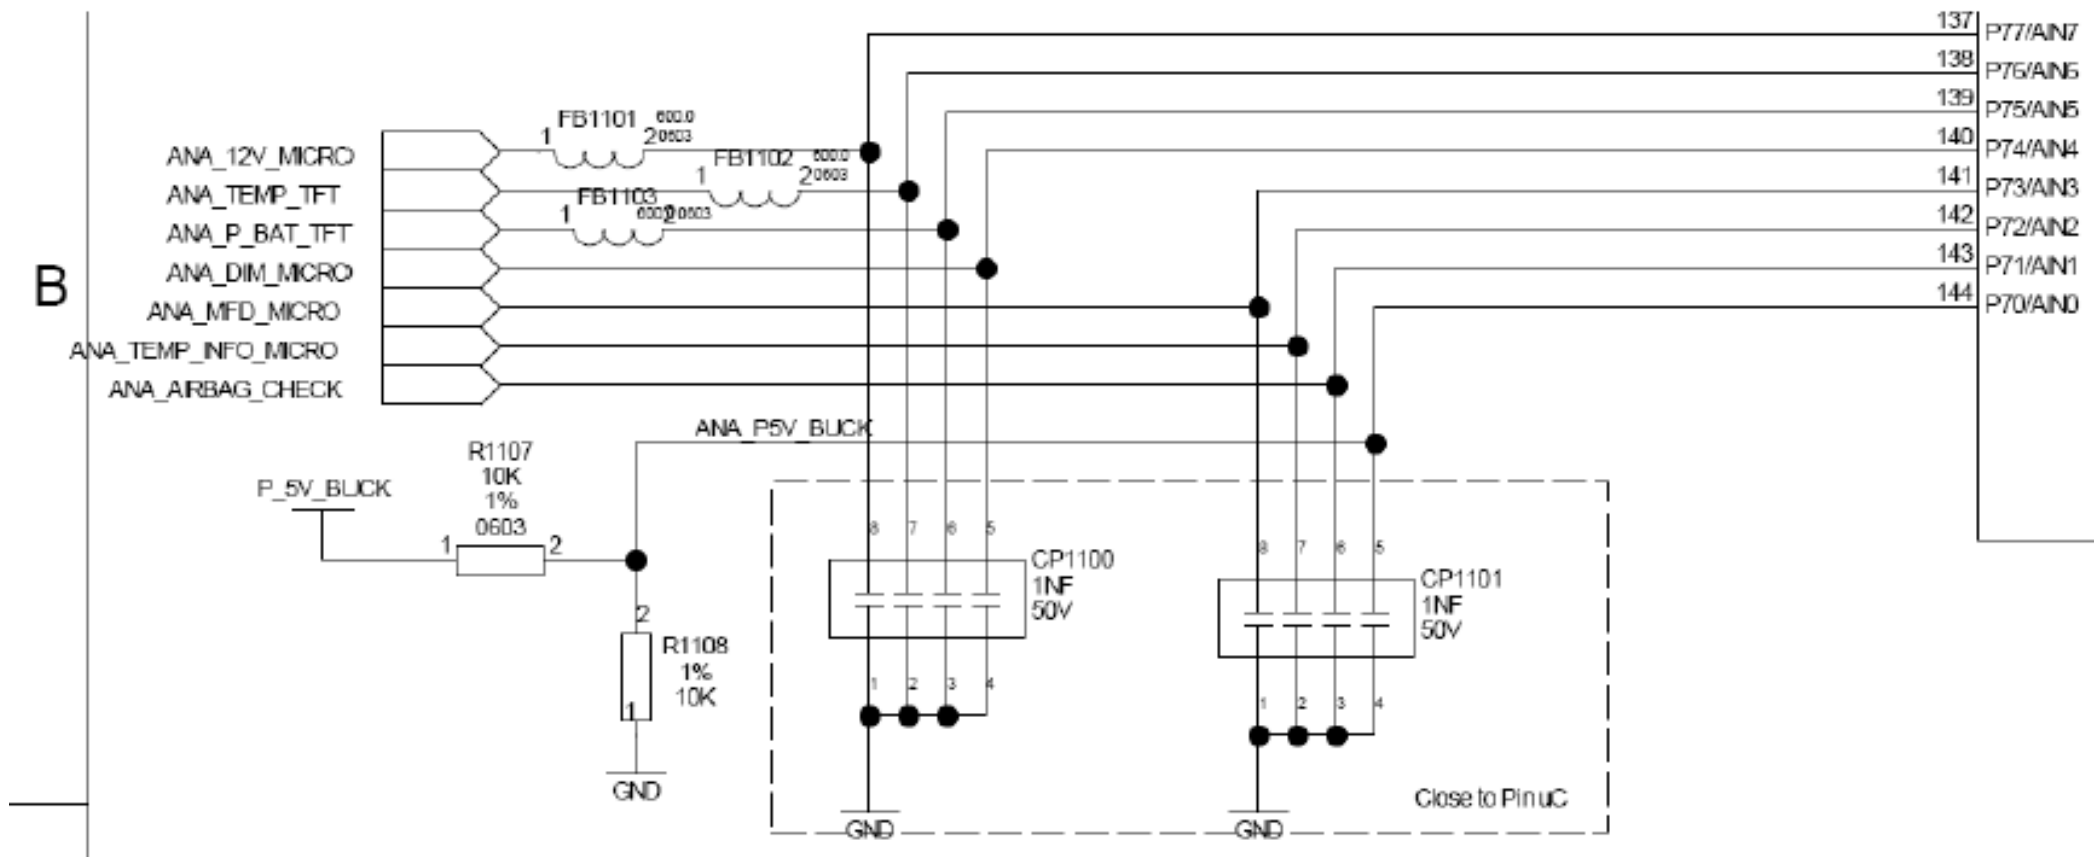 137 P77/AIN7
138 P76/AIN6
139 P75/AIN5
140 P74/AIN4
141 P73/AIN3
142 P72/AIN2
143 P71/AIN1
144 P70/AIN0
FB1101 600.0
1 2 0603
ANA_12V_MICRO
FB1102 600.0
1 2 0603
ANA_TEMP_TFT
FB1103
1 2 0603
ANA_P_BAT_TFT
ANA_DIM_MICRO
B
ANA_MFD_MICRO
ANA_TEMP_INFO_MICRO
ANA_AIRBAG_CHECK
ANA_P5V_BUCK
R1107
10K
1%
0603
P_5V_BUCK
1 2
2
R1108
1%
10K
1
GND
8 7 6 5
CP1100
1NF
50V
1 2 3 4
GND
8 7 6 5
CP1101
1NF
50V
1 2 3 4
GND
Close to Pin uC